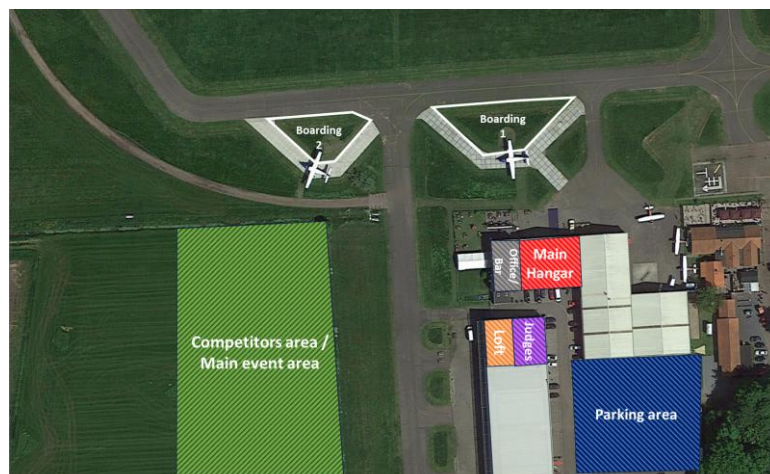 Boarding
2
Boarding
1
Office/
Bar
Main
Hangar
Loft
Judges
Competitors area /
Main event area
Parking area